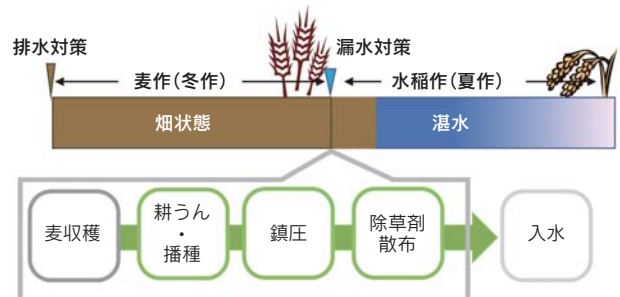 排水対策
漏水対策
麦作(冬作)
水稲作(夏作)
畑状態
湛水
麦収穫
耕うん
・
播種
鎮圧
除草剤
散布
入水